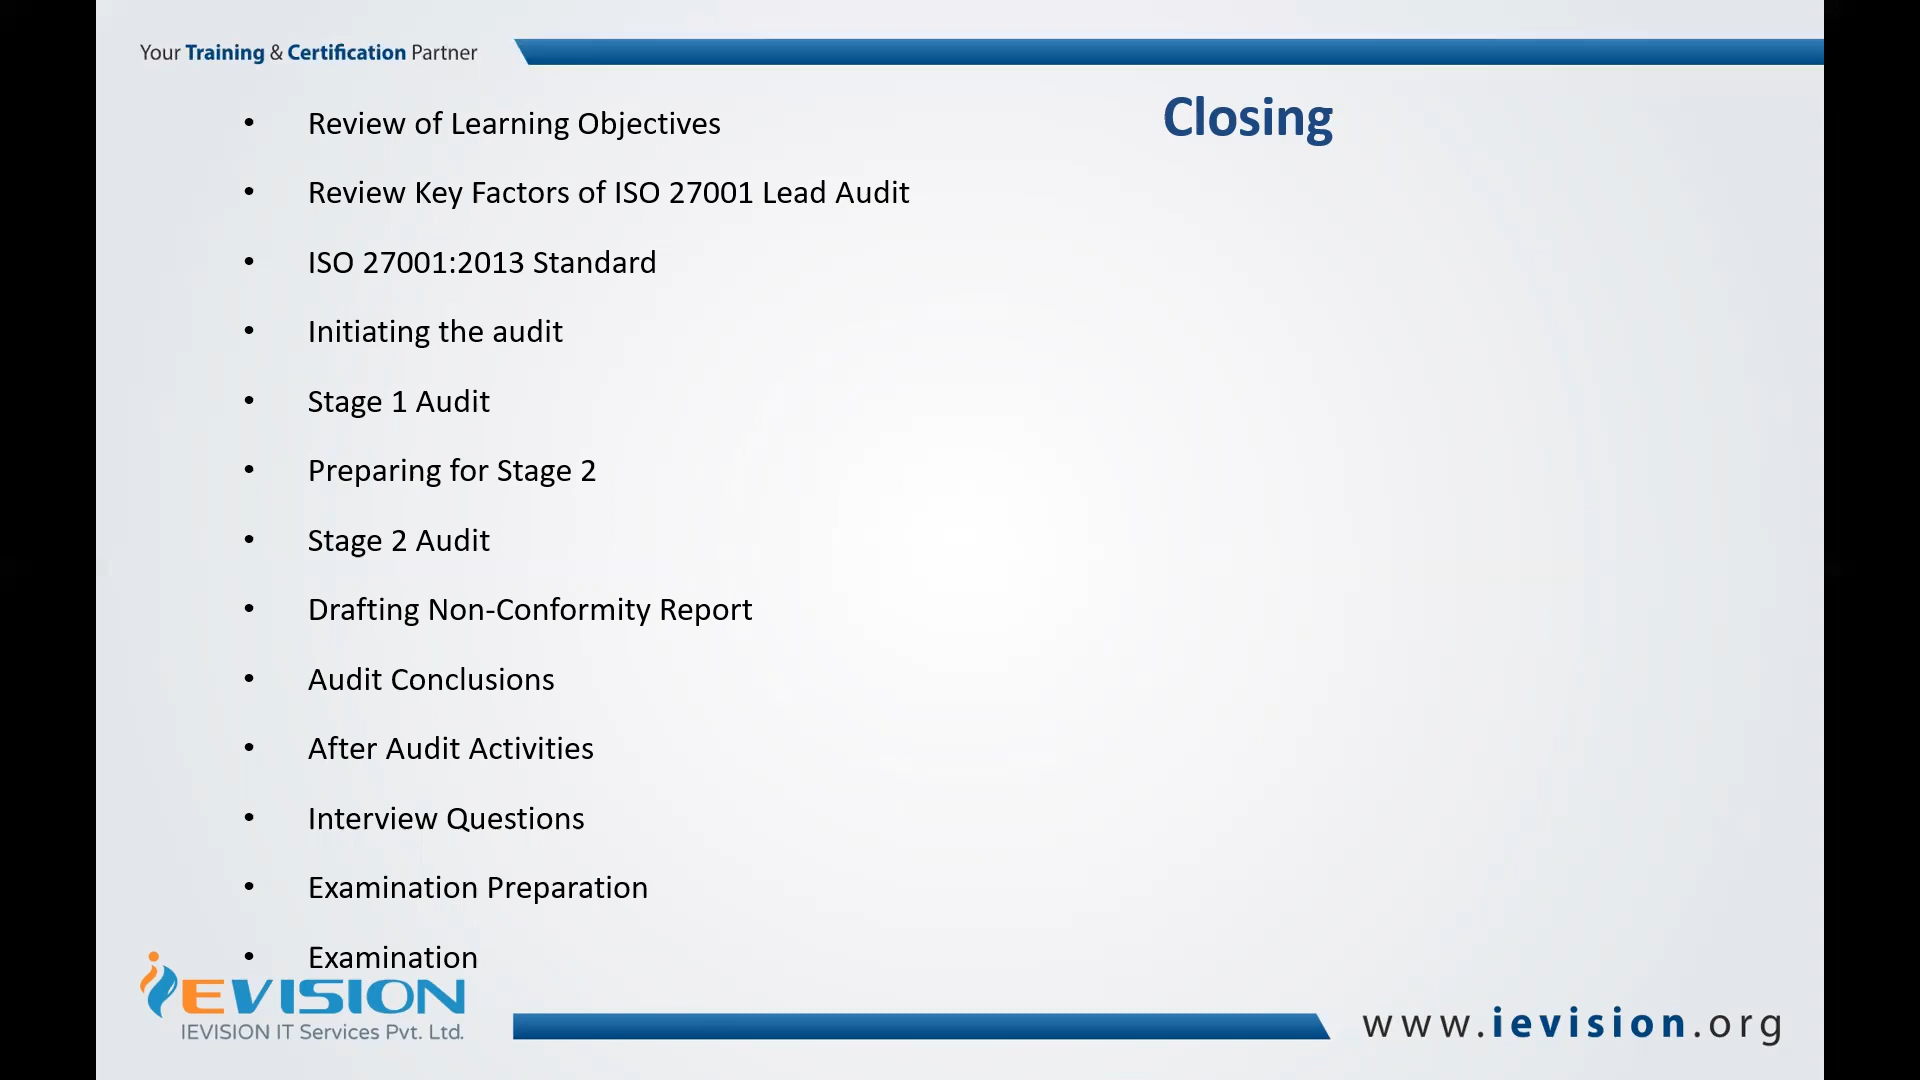 Your Training & Certification Partner
Closing
• Review of Learning Objectives
• Review Key Factors of ISO 27001 Lead Audit
• ISO 27001:2013 Standard
• Initiating the audit
• Stage 1 Audit
• Preparing for Stage 2
• Stage 2 Audit
• Drafting Non-Conformity Report
• Audit Conclusions
• After Audit Activities
• Interview Questions
• Examination Preparation
• Examination
iEVISION
IEVISION IT Services Pvt. Ltd.
www.ievision.org